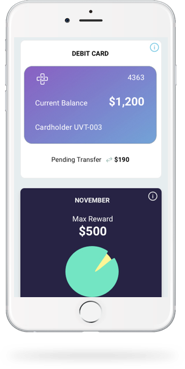 DEBIT CARD
4363
Current Balance $1,200
Cardholder UVT-003
Pending Transfer $190
NOVEMBER
Max Reward
$500